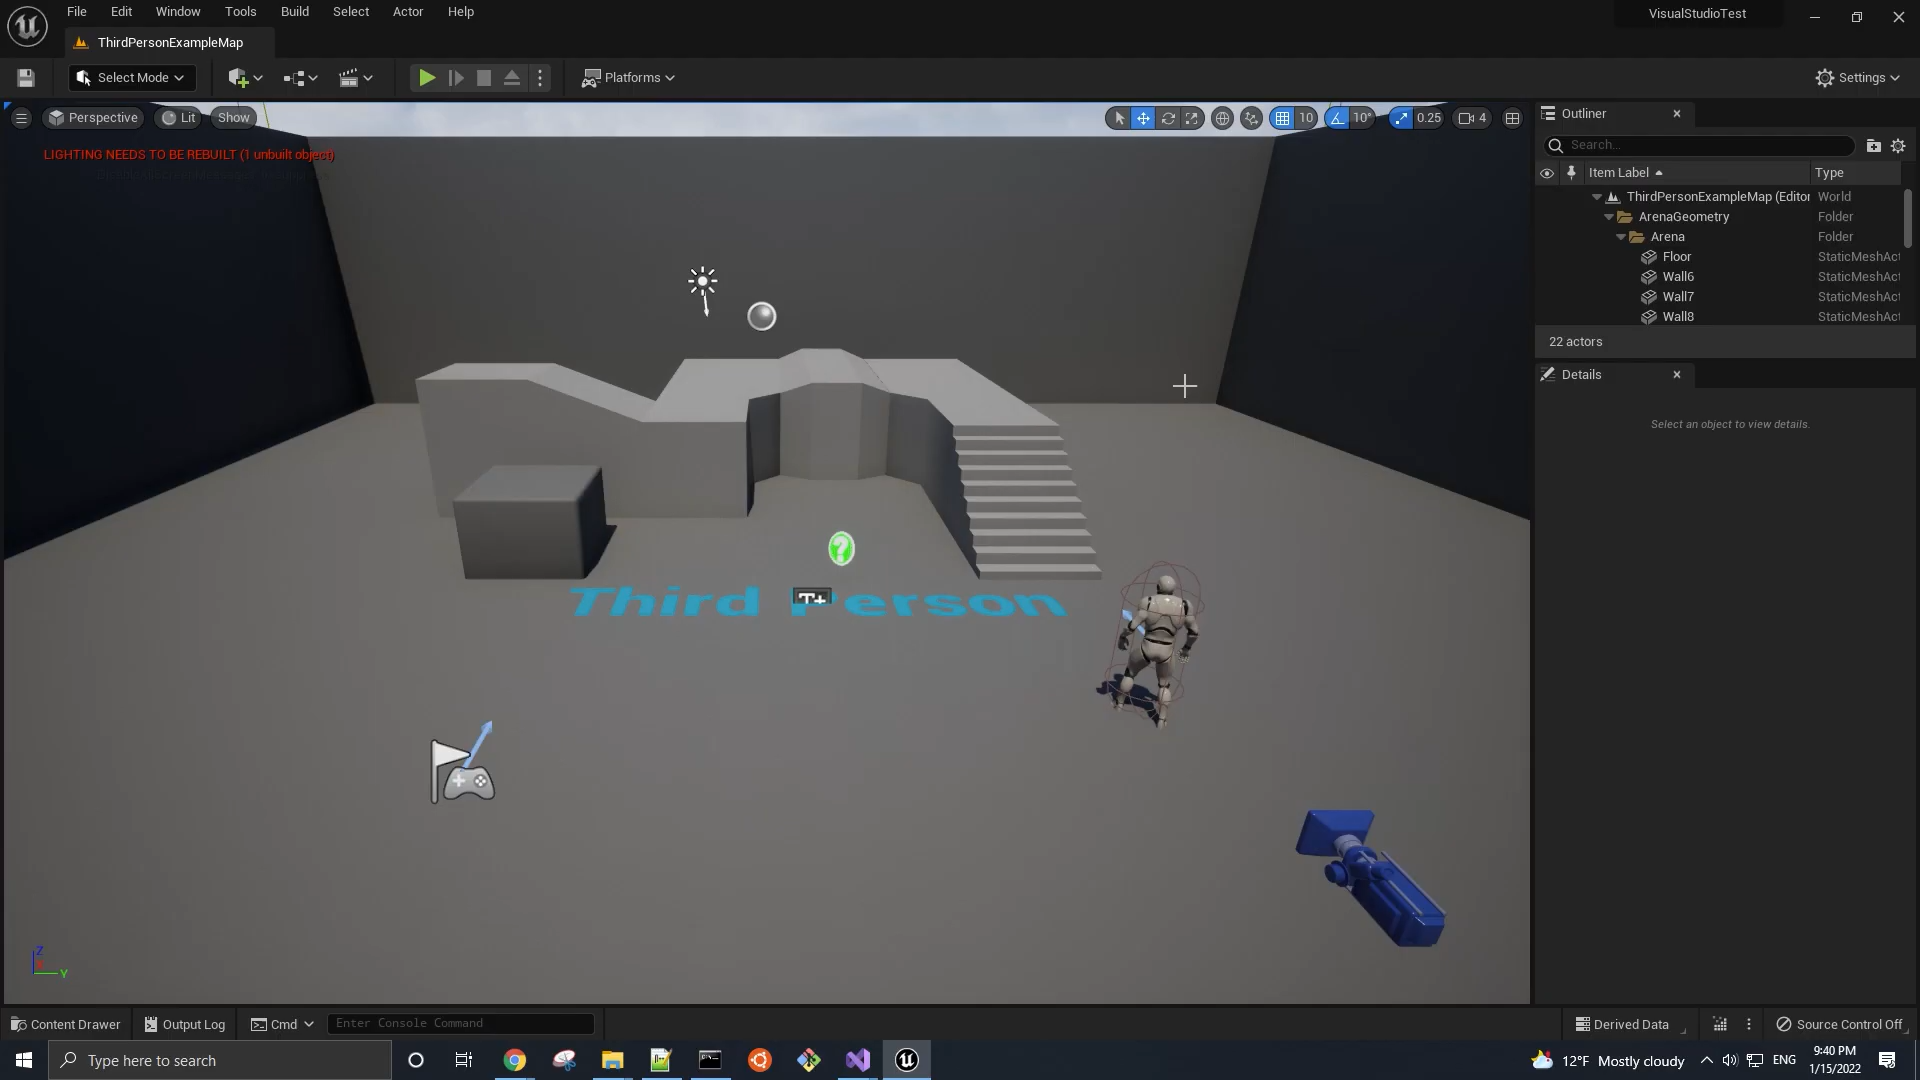 File Edit Window Tools Build Select Actor Help
VisualStudioTest
ThirdPersonExampleMap
Select Mode
Platforms
Settings
Perspective
Lit
Show
10
10°
0.25
4
LIGHTING NEEDS TO BE REBUILT (1 unbuilt object)
Third Person
T+
?
Z
Y
Outliner
Search...
Item Label
Type
ThirdPersonExampleMap (Editor
World
ArenaGeometry
Folder
Arena
Folder
Floor
StaticMeshAct
Wall6
StaticMeshAct
Wall7
StaticMeshAct
Wall8
StaticMeshAct
22 actors
Details
Select an object to view details.
Content Drawer
Output Log
Cmd
Enter Console Command
Derived Data
Source Control Off
Type here to search
12°F Mostly cloudy
ENG
9:40 PM
1/15/2022